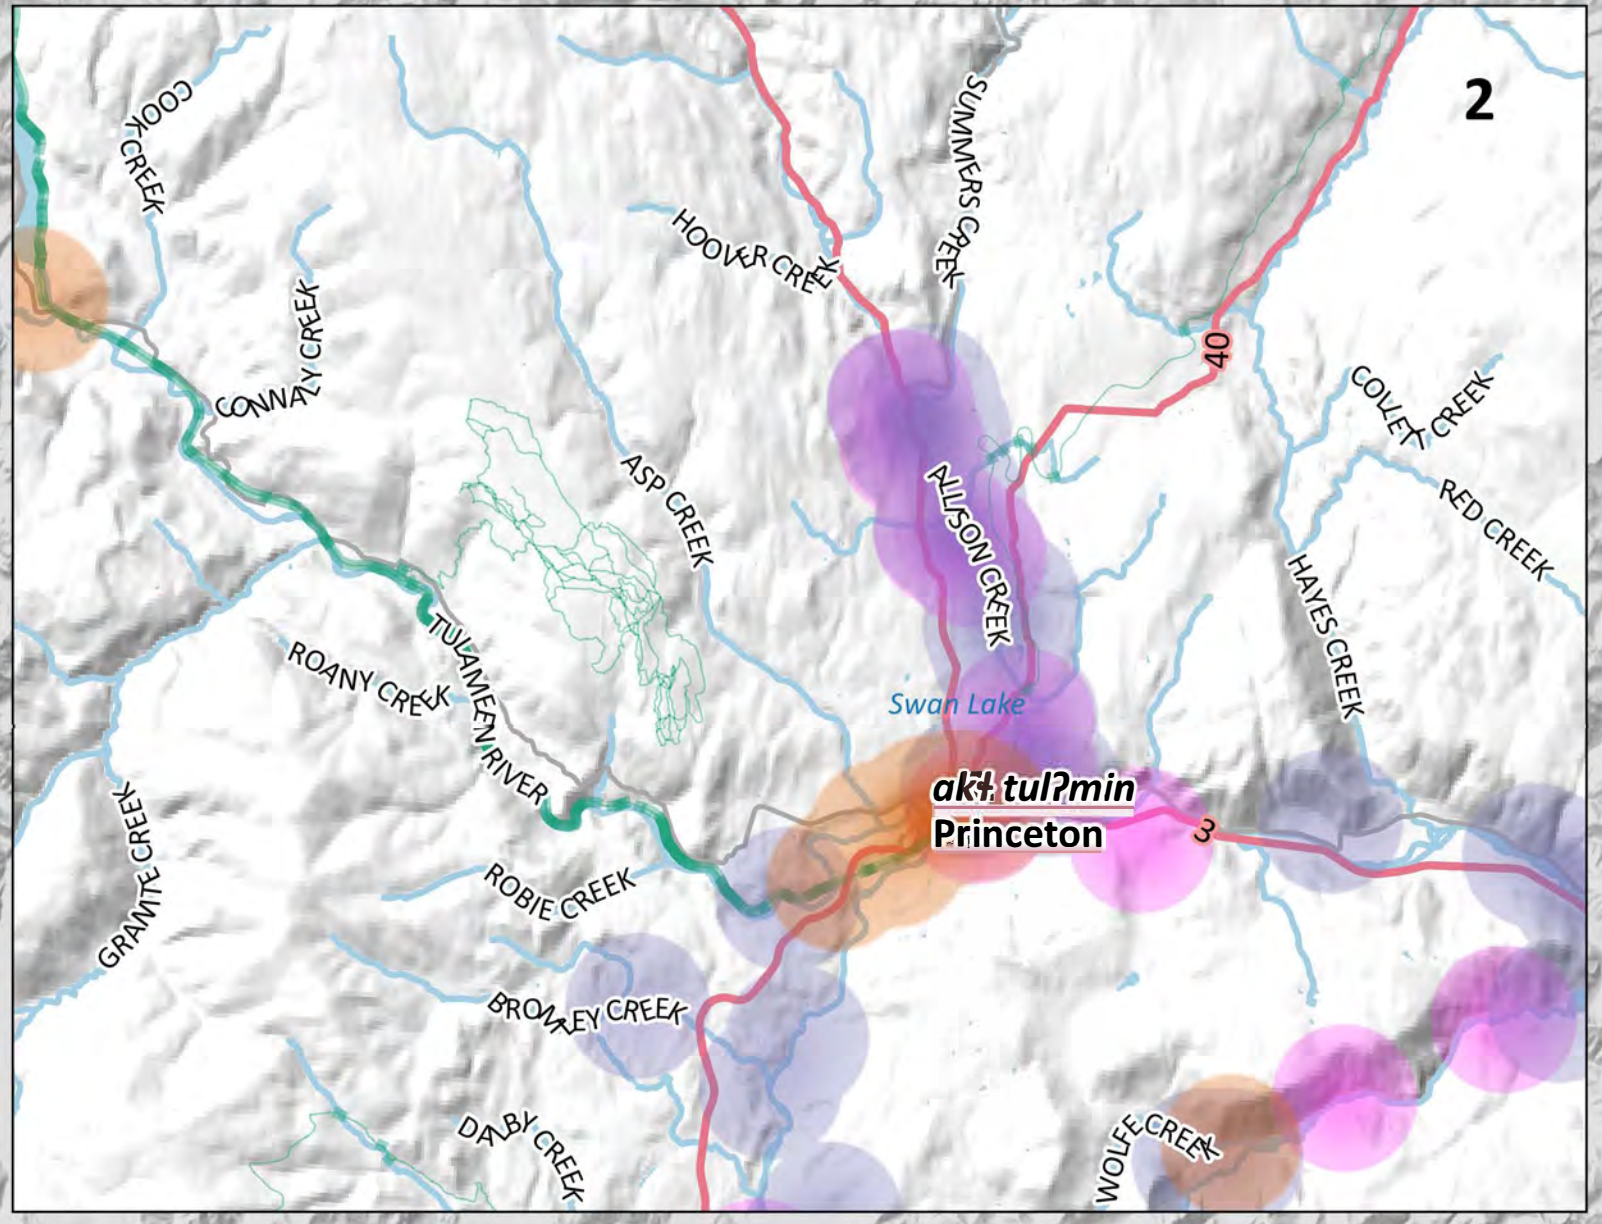 2
COOK CREEK
SUMMERS CREEK
HOOVER CREEK
CONNALY CREEK
40
COVEY CREEK
ASP CREEK
ALLISON CREEK
RED CREEK
HAYES CREEK
TULAMEEN RIVER
ROANY CREEK
Swan Lake
akɬ tulʔmin
Princeton
3
GRANITE CREEK
ROBIE CREEK
BROMLEY CREEK
DALBY CREEK
WOLFE CREEK